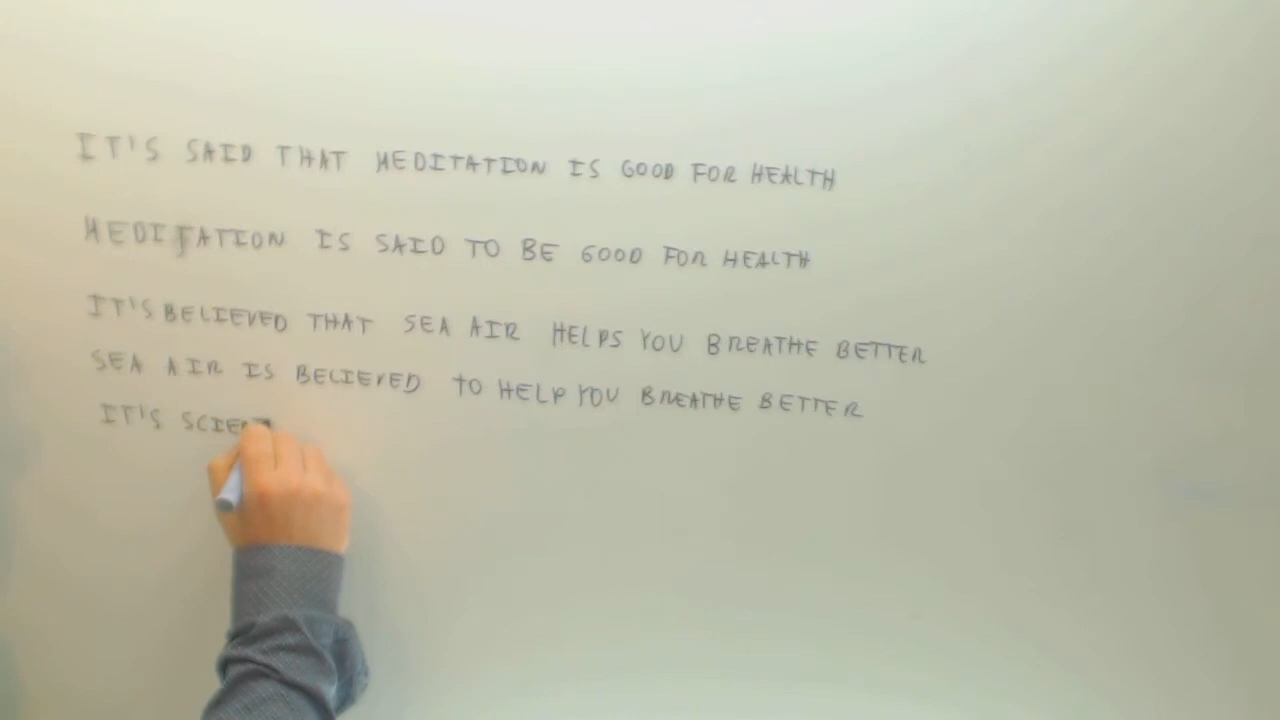 IT'S SAID THAT MEDITATION IS GOOD FOR HEALTH
MEDITATION IS SAID TO BE GOOD FOR HEALTH
IT'S BELIEVED THAT SEA AIR HELPS YOU BREATHE BETTER
SEA AIR IS BELIEVED TO HELP YOU BREATHE BETTER
IT'S